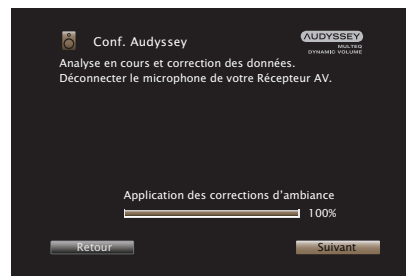 Conf. Audyssey
AUDYSSEY
MULTEQ
DYNAMIC VOLUME
Analyse en cours et correction des données.
Déconnecter le microphone de votre Récepteur AV.
Application des corrections d'ambiance
100%
Retour
Suivant